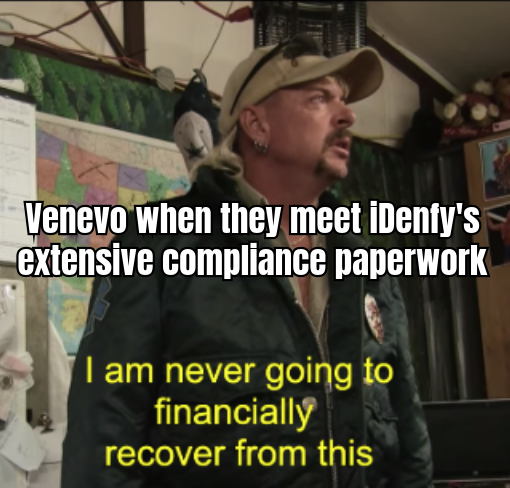 Venevo when they meet iDenfy's
extensive compliance paperwork
I am never going to
financially
recover from this